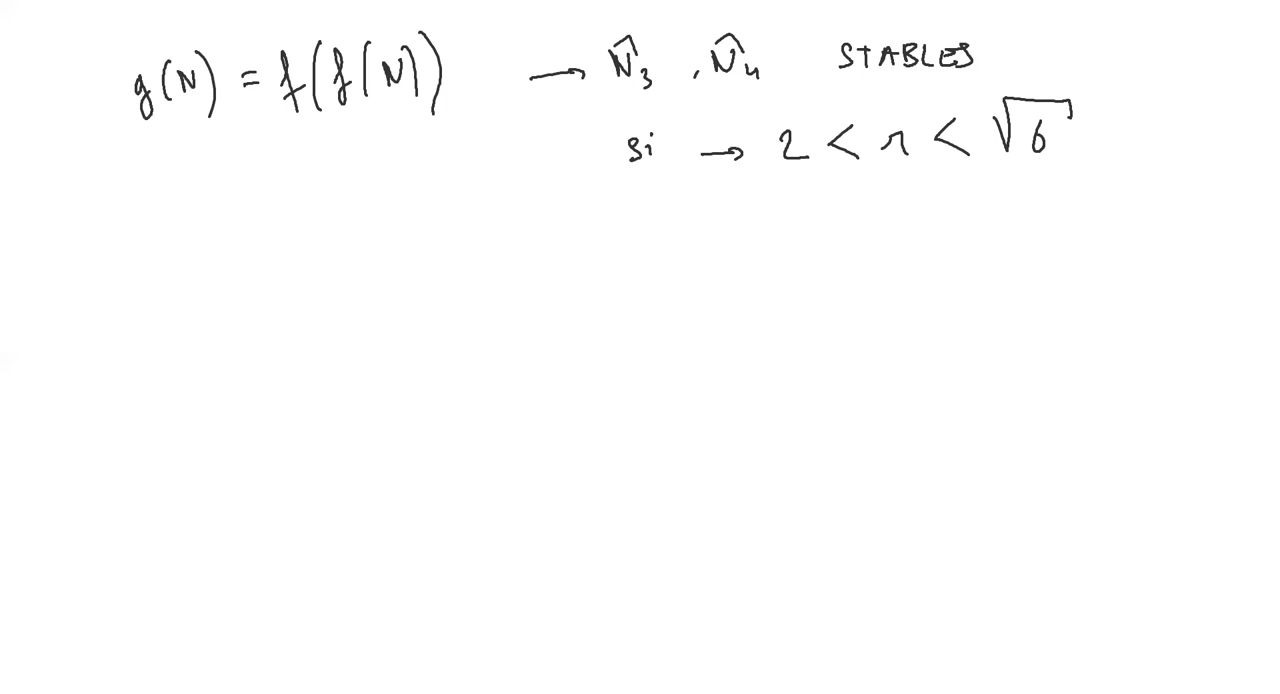 g(N) = f(f(N)) → N̂₃ , N̂₄ STABLES
si → 2 < r < √6